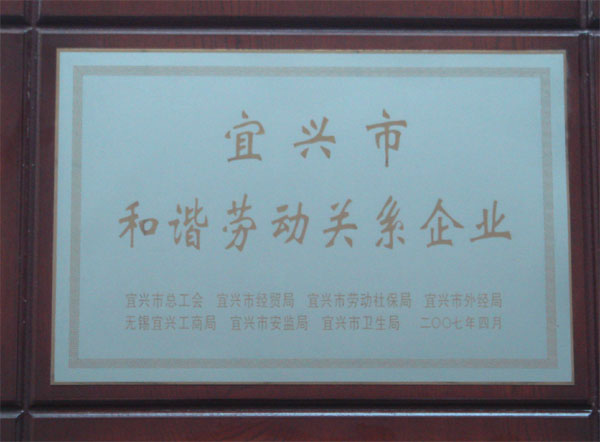 宜兴市
和谐劳动关系企业
宜兴市总工会 宜兴市经贸局 宜兴市劳动社保局 宜兴市外经局
无锡宜兴工商局 宜兴市安监局 宜兴市卫生局 二〇〇七年四月